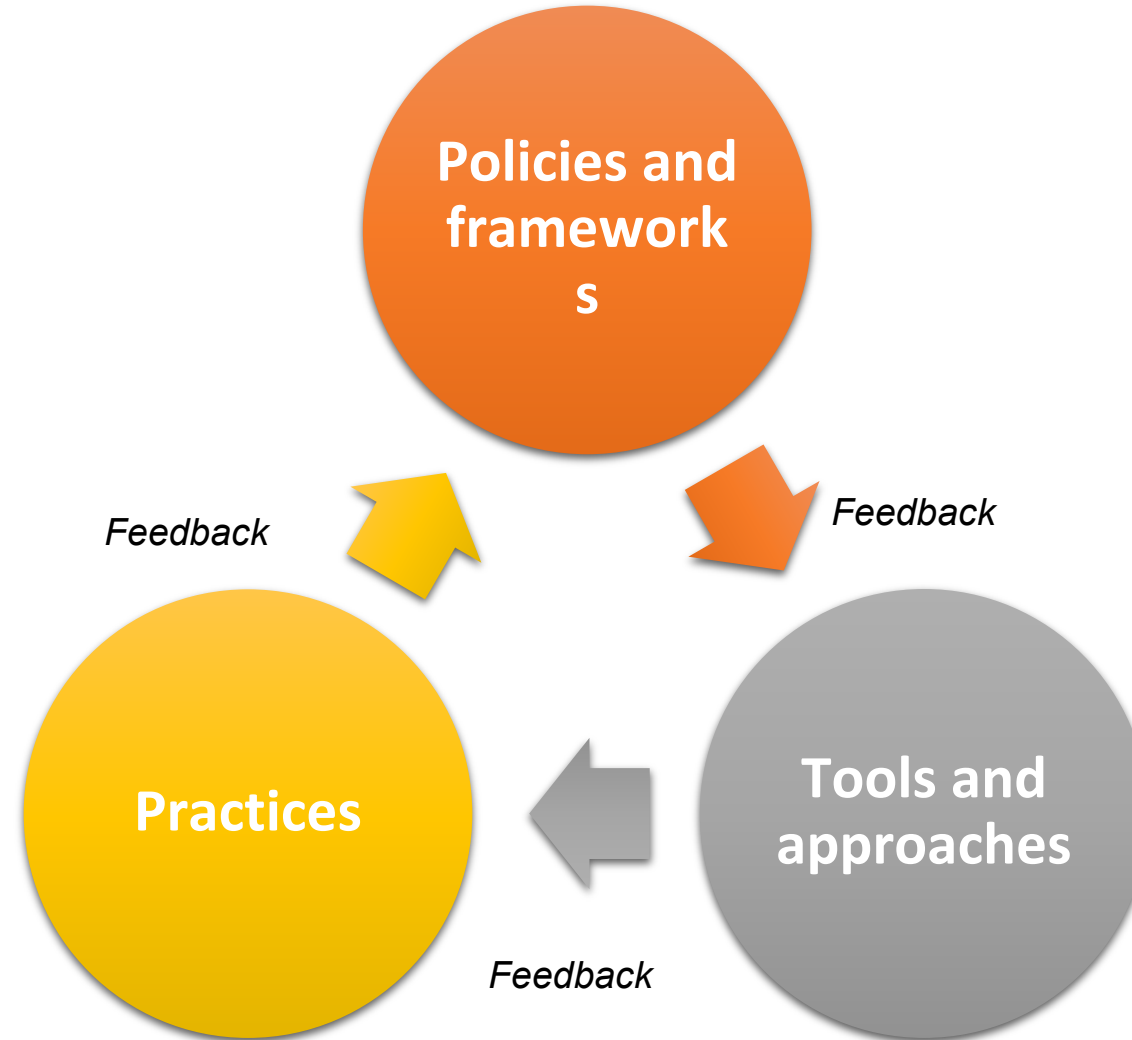 Policies and
framework
s
Feedback
Feedback
Practices
Tools and
approaches
Feedback